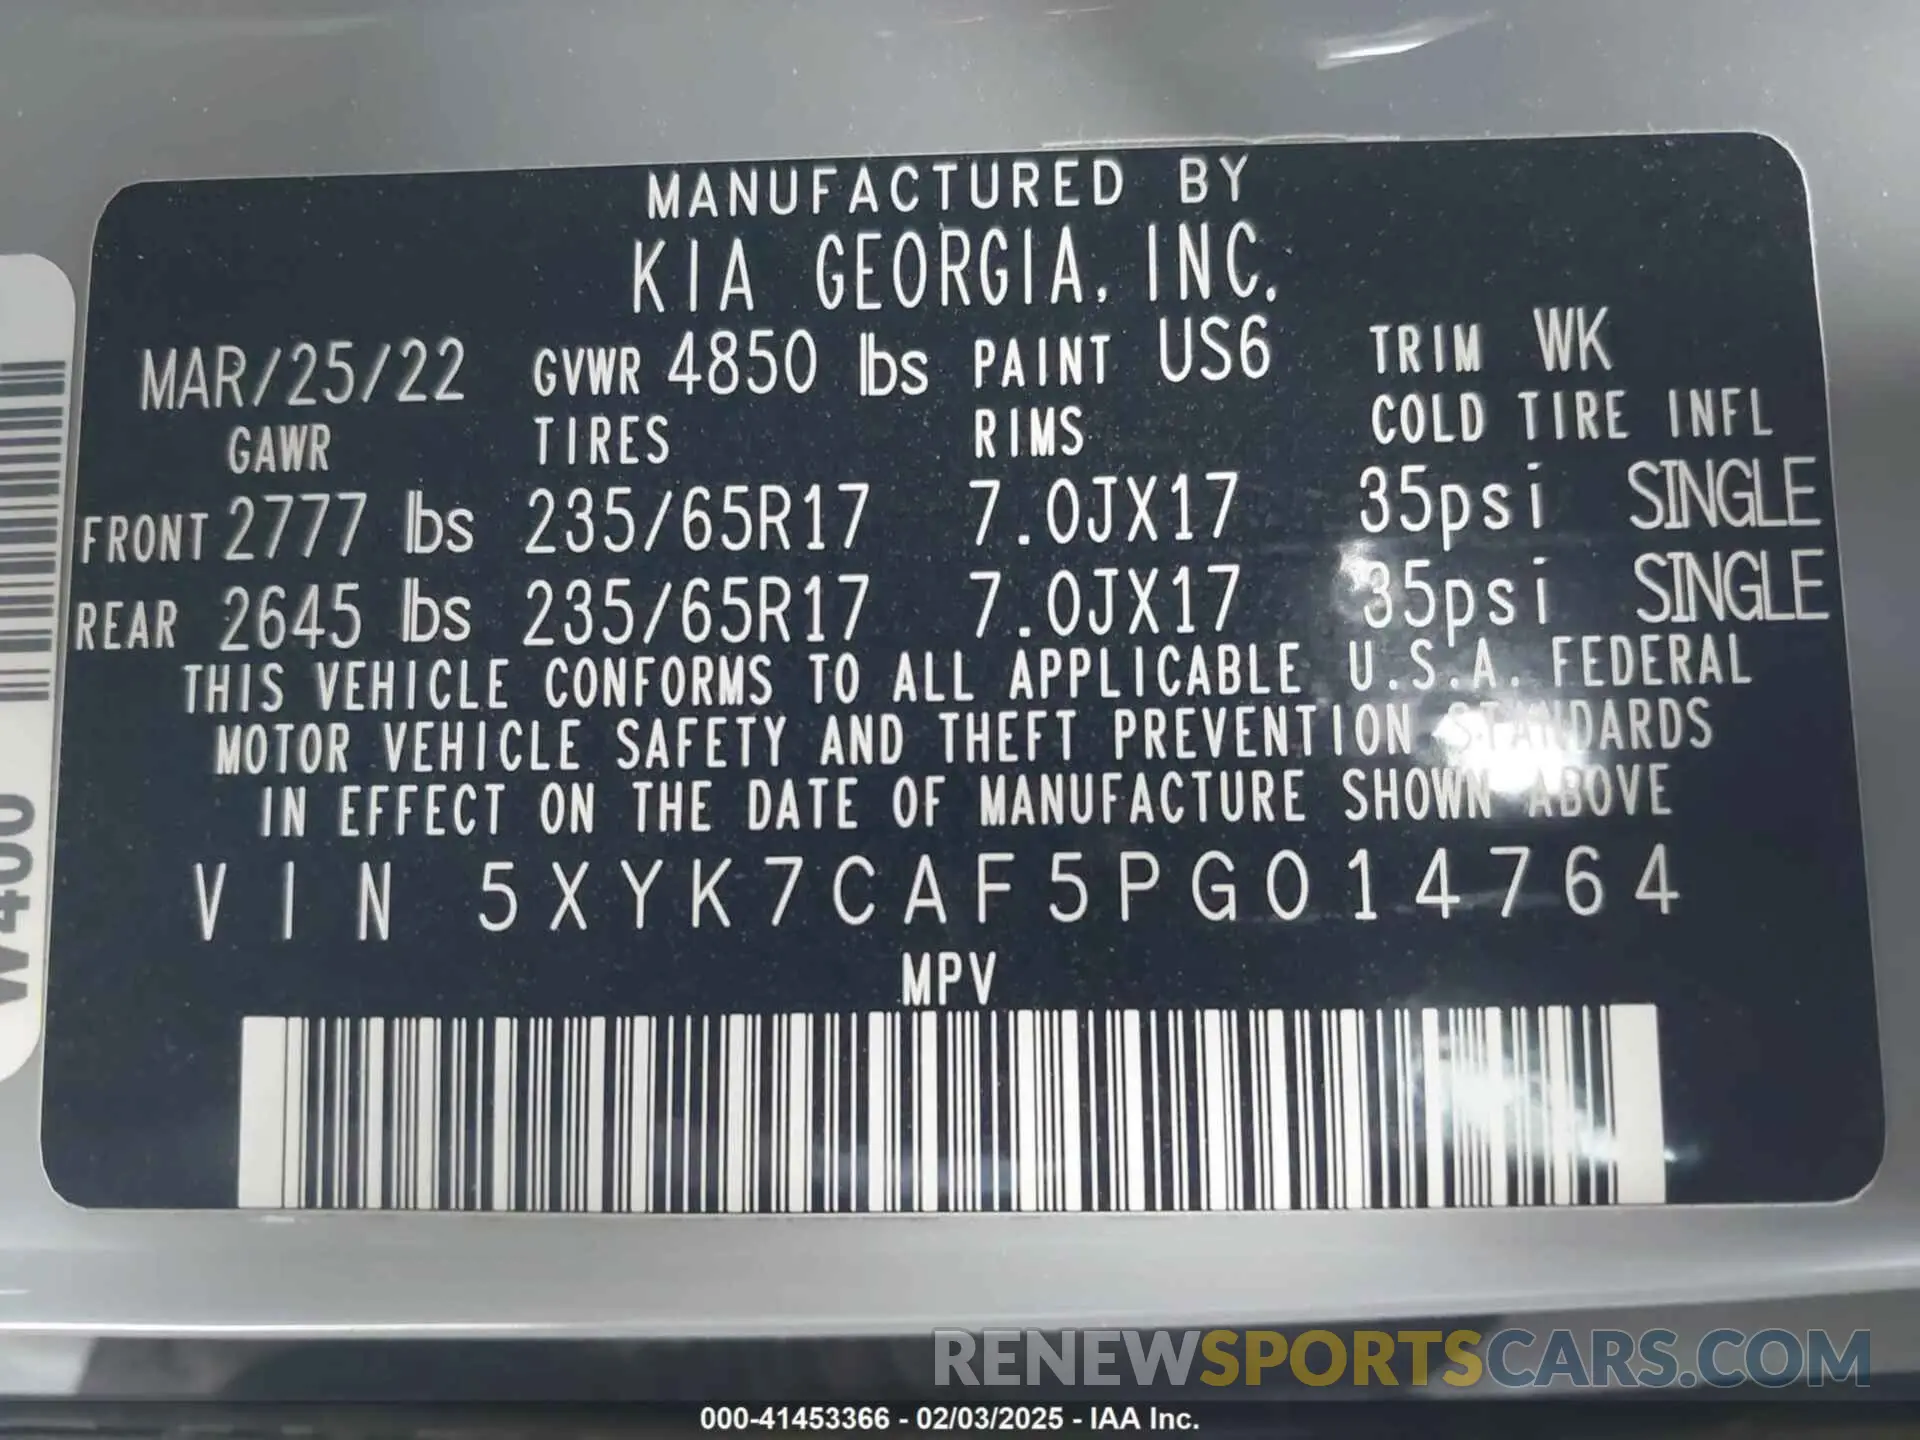 MANUFACTURED BY
KIA GEORGIA, INC.
MAR/25/22 GVWR 4850 lbs PAINT US6 TRIM WK
GAWR TIRES RIMS COLD TIRE INFL
FRONT 2777 lbs 235/65R17 7.0JX17 35psi SINGLE
REAR 2645 lbs 235/65R17 7.0JX17 35psi SINGLE
THIS VEHICLE CONFORMS TO ALL APPLICABLE U.S.A. FEDERAL
MOTOR VEHICLE SAFETY AND THEFT PREVENTION STANDARDS
IN EFFECT ON THE DATE OF MANUFACTURE SHOWN ABOVE
VIN 5XYK7CAF5PG014764
MPV
RENEWSPORTSCARS.COM
000-41453366 - 02/03/2025 - IAA Inc.